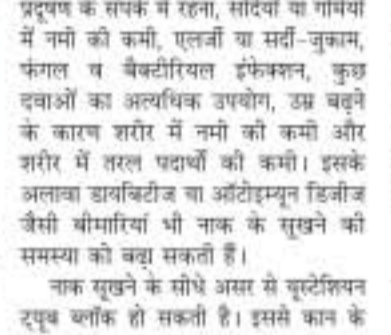 प्रदूषण के संपर्क में रहना, सर्दियों या गर्मियों
में नमी की कमी, एलर्जी या सर्दी-जुकाम,
फंगल व बैक्टीरियल इंफेक्शन, कुछ
दवाओं का अत्यधिक उपयोग, उम्र बढ़ने
के कारण शरीर में नमी की कमी और
शरीर में तरल पदार्थों की कमी। इसके
अलावा डायबिटीज या ऑटोइम्यून डिजीज
जैसी बीमारियां भी नाक के सूखने की
समस्या को बढ़ा सकती हैं।
नाक सूखने के सीधे असर से यूस्टेशियन
ट्यूब ब्लॉक हो सकती है। इससे कान के